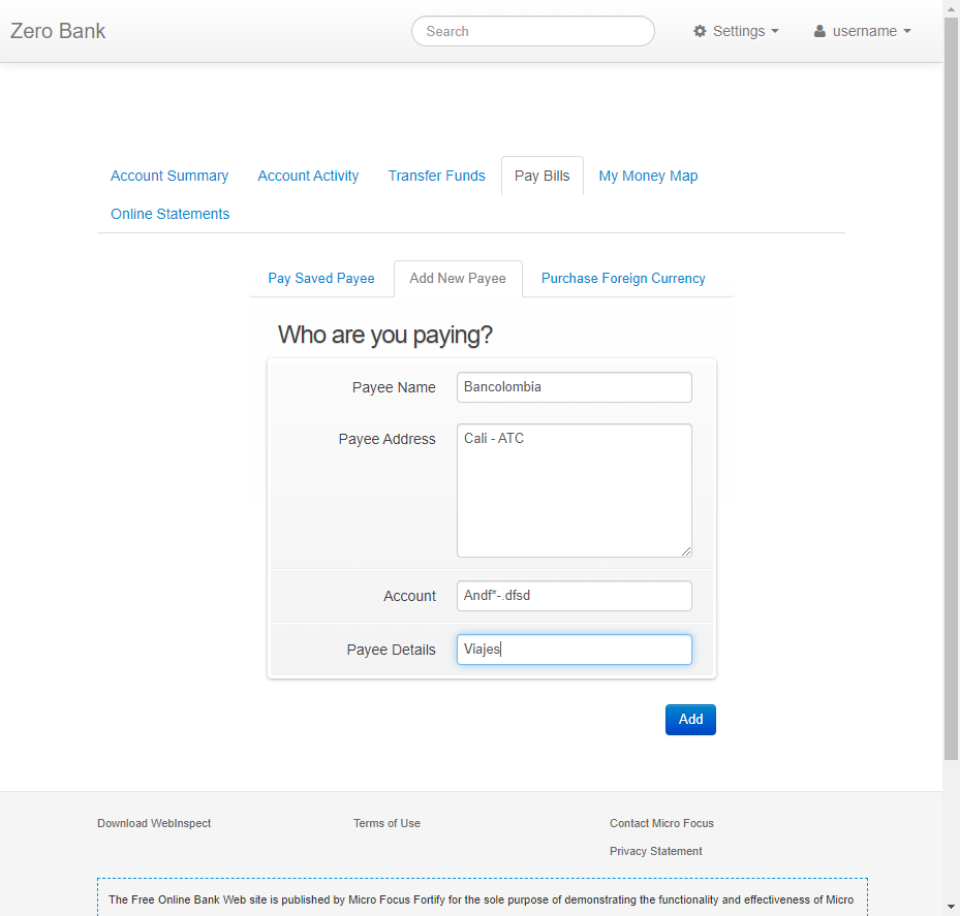 Zero Bank Search Settings username
Account Summary Account Activity Transfer Funds Pay Bills My Money Map
Online Statements
Pay Saved Payee Add New Payee Purchase Foreign Currency
Who are you paying?
Payee Name Bancolombia
Payee Address Cali - ATC
Account Andf*-.dfsd
Payee Details Viajes
Add
Download WebInspect Terms of Use Contact Micro Focus
Privacy Statement
The Free Online Bank Web site is published by Micro Focus Fortify for the sole purpose of demonstrating the functionality and effectiveness of Micro